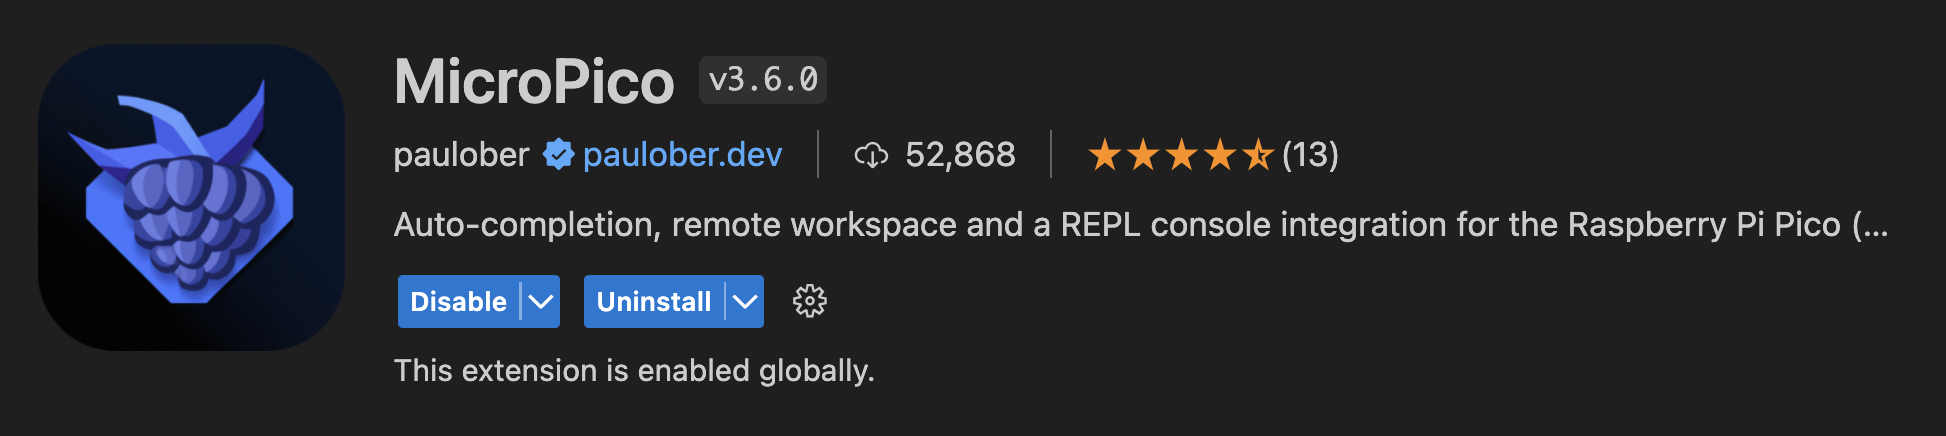 MicroPico v3.6.0
paulober paulober.dev 52,868 (13)
Auto-completion, remote workspace and a REPL console integration for the Raspberry Pi Pico (...
Disable Uninstall
This extension is enabled globally.